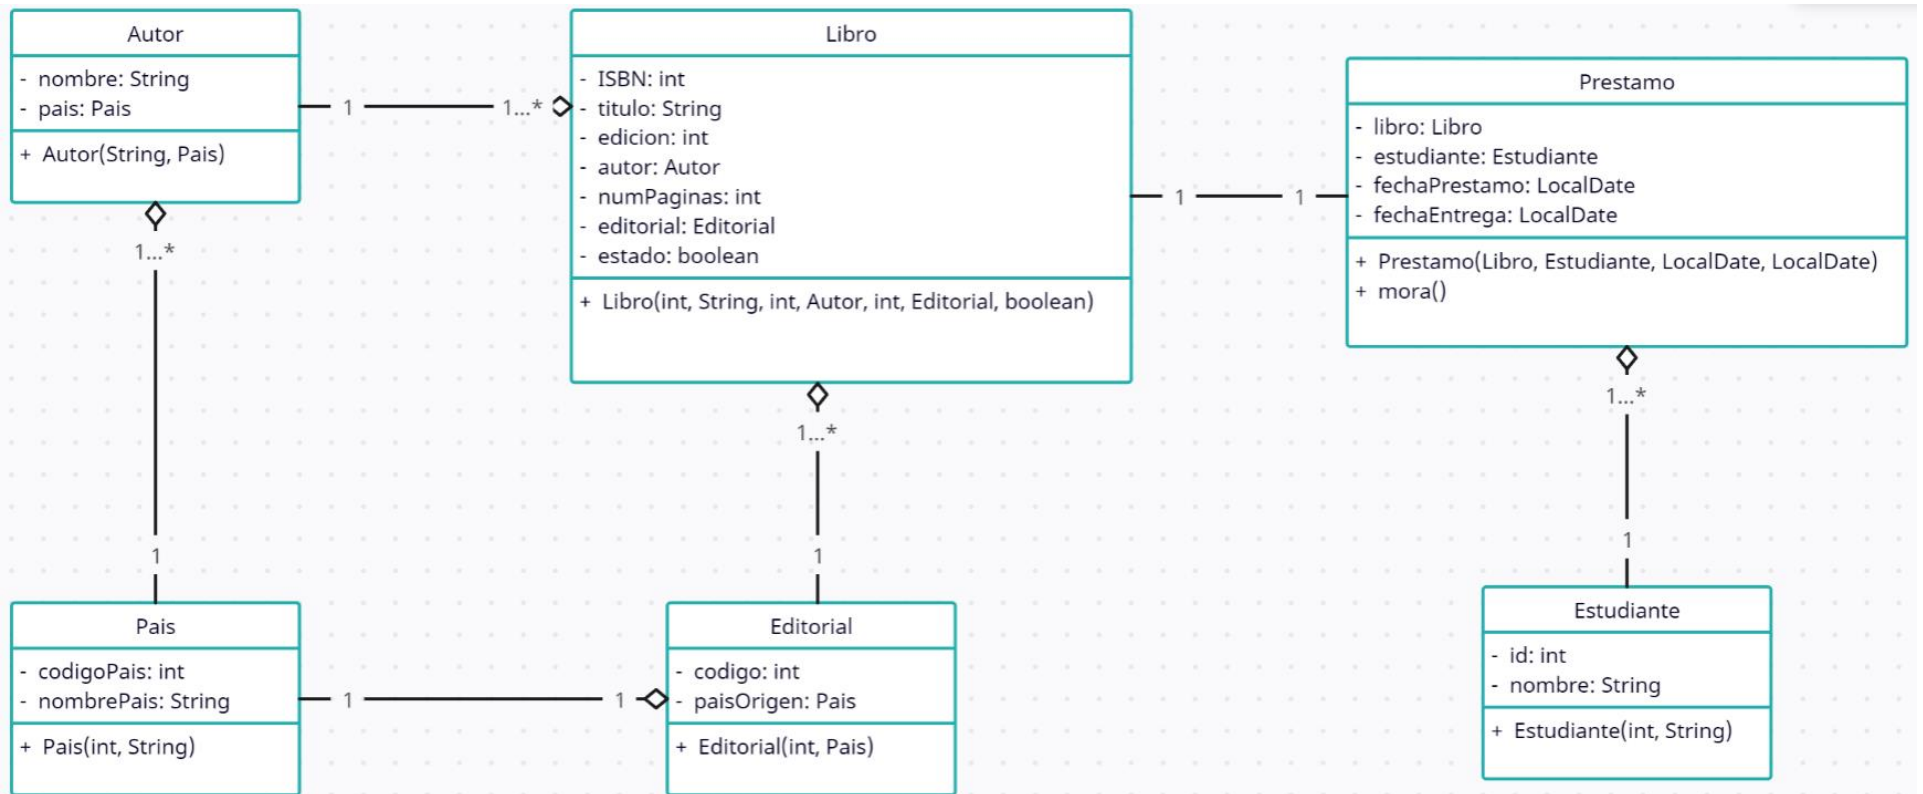 Autor
- nombre: String
- pais: Pais
+ Autor(String, Pais)
1
1...*
Libro
- ISBN: int
- titulo: String
- edicion: int
- autor: Autor
- numPaginas: int
- editorial: Editorial
- estado: boolean
+ Libro(int, String, int, Autor, int, Editorial, boolean)
1
1
Prestamo
- libro: Libro
- estudiante: Estudiante
- fechaPrestamo: LocalDate
- fechaEntrega: LocalDate
+ Prestamo(Libro, Estudiante, LocalDate, LocalDate)
+ mora()
1...*
1
1...*
1
1...*
1
Pais
- codigoPais: int
- nombrePais: String
+ Pais(int, String)
1
1
Editorial
- codigo: int
- paisOrigen: Pais
+ Editorial(int, Pais)
Estudiante
- id: int
- nombre: String
+ Estudiante(int, String)